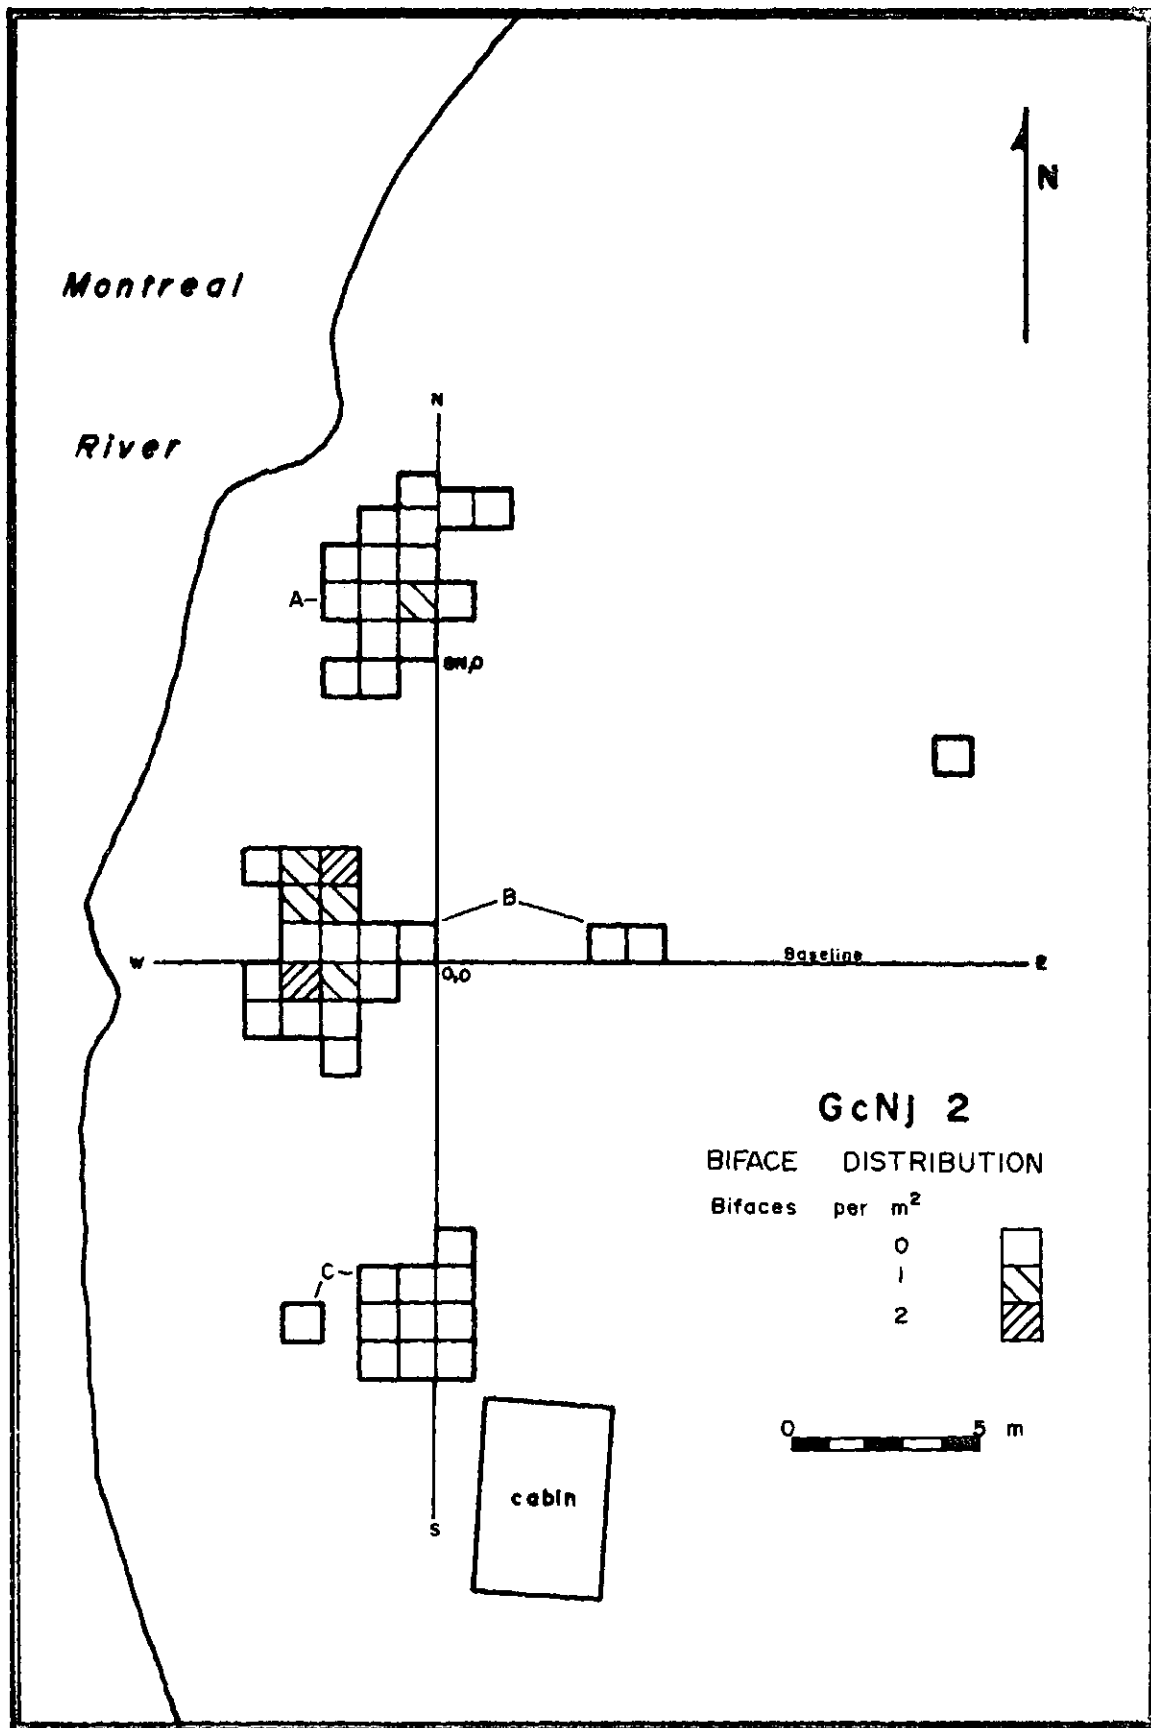 N
Montreal
River
N
A
8N,0
B
W
Baseline
E
0,0
GcNj 2
BIFACE DISTRIBUTION
Bifaces per m²
0
1
2
C
0 5 m
cabin
S